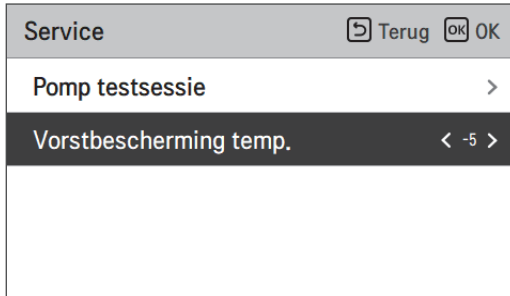 Service Terug OK OK
Pomp testsessie >
Vorstbescherming temp. < -5 >